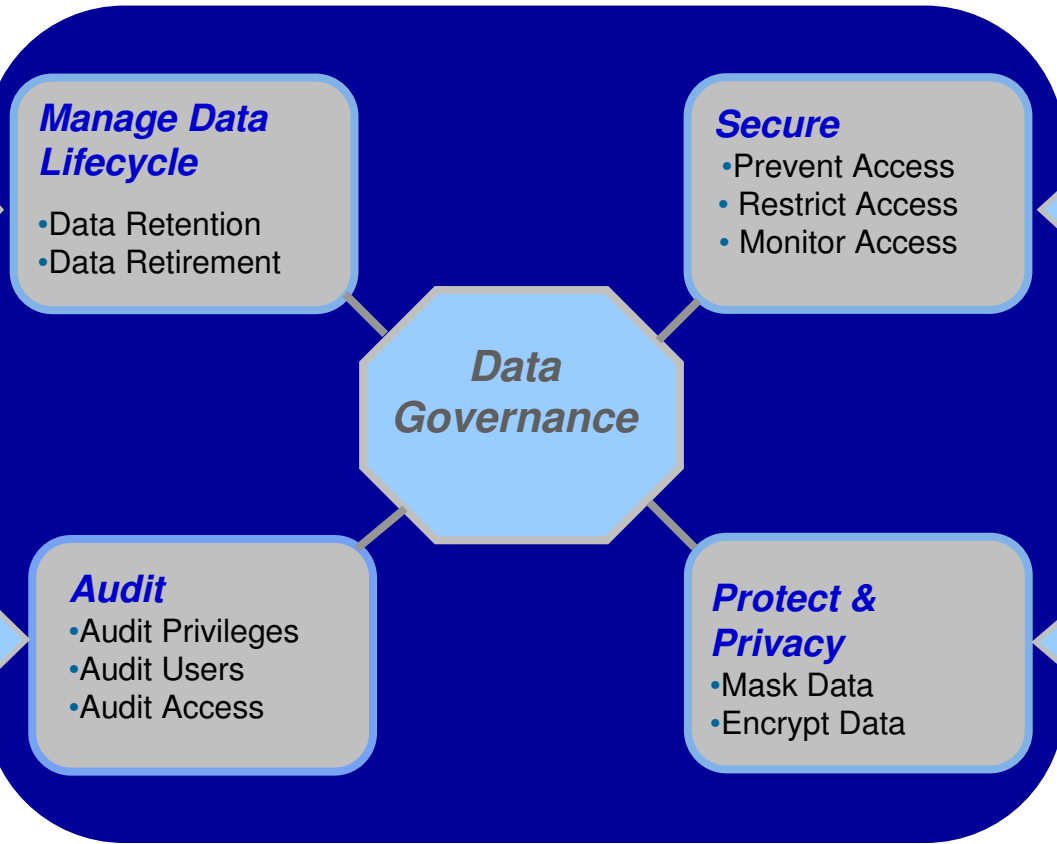 Manage Data
Lifecycle
•Data Retention
•Data Retirement
Secure
•Prevent Access
• Restrict Access
• Monitor Access
Data
Governance
Audit
•Audit Privileges
•Audit Users
•Audit Access
Protect &
Privacy
•Mask Data
•Encrypt Data